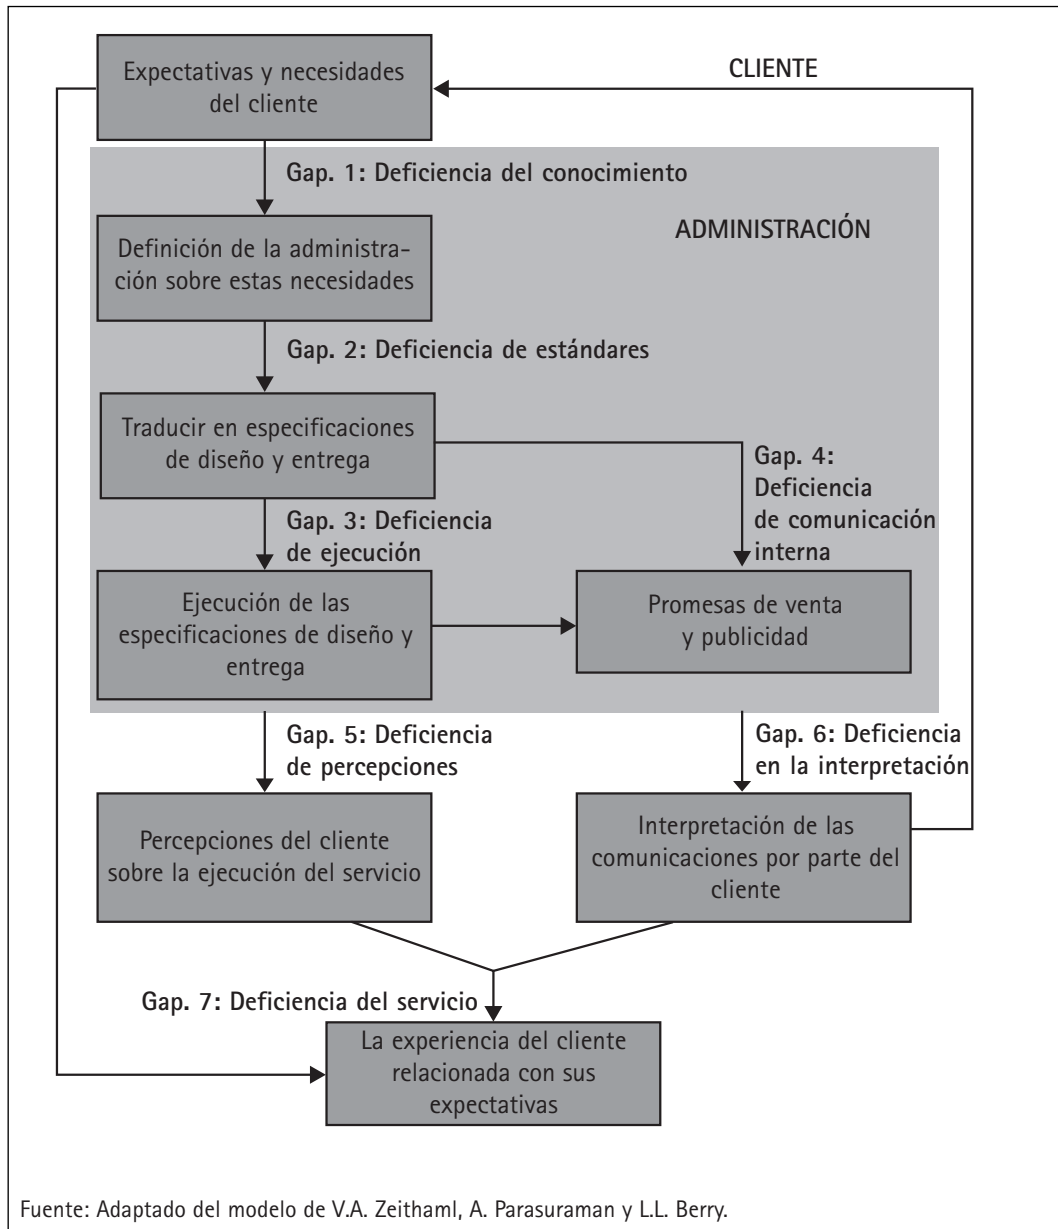 CLIENTE
Expectativas y necesidades
del cliente
Gap. 1: Deficiencia del conocimiento
ADMINISTRACIÓN
Definición de la administra-
ción sobre estas necesidades
Gap. 2: Deficiencia de estándares
Traducir en especificaciones
de diseño y entrega
Gap. 4:
Deficiencia
de comunicación
interna
Gap. 3: Deficiencia
de ejecución
Ejecución de las
especificaciones de diseño y
entrega
Promesas de venta
y publicidad
Gap. 5: Deficiencia
de percepciones
Gap. 6: Deficiencia
en la interpretación
Percepciones del cliente
sobre la ejecución del servicio
Interpretación de las
comunicaciones por parte del
cliente
Gap. 7: Deficiencia del servicio
La experiencia del cliente
relacionada con sus
expectativas
Fuente: Adaptado del modelo de V.A. Zeithaml, A. Parasuraman y L.L. Berry.